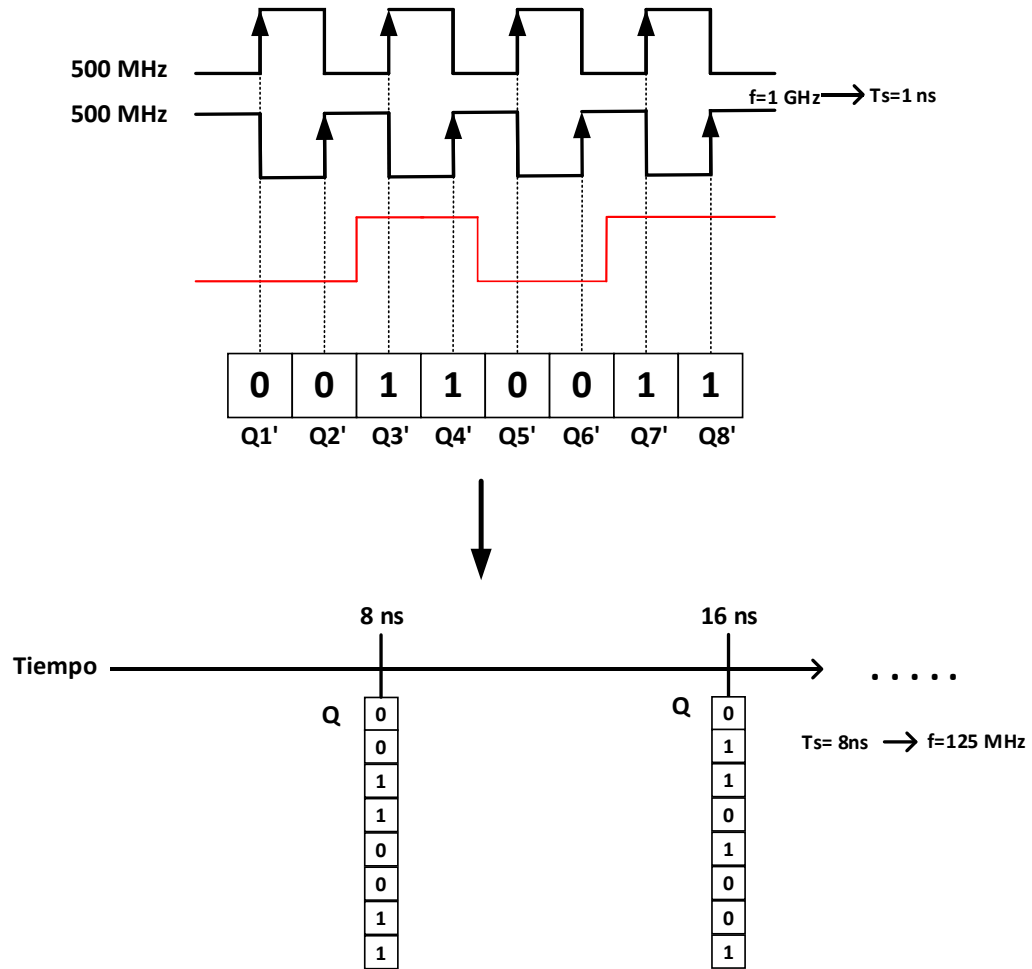 500 MHz
f=1 GHz Ts=1 ns
500 MHz
0 0 1 1 0 0 1 1
Q1' Q2' Q3' Q4' Q5' Q6' Q7' Q8'
8 ns 16 ns
Tiempo
. . . . .
Q 0 Q 0
0 1
Ts= 8ns f=125 MHz
1 1
1 0
0 1
0 0
1 0
1 1